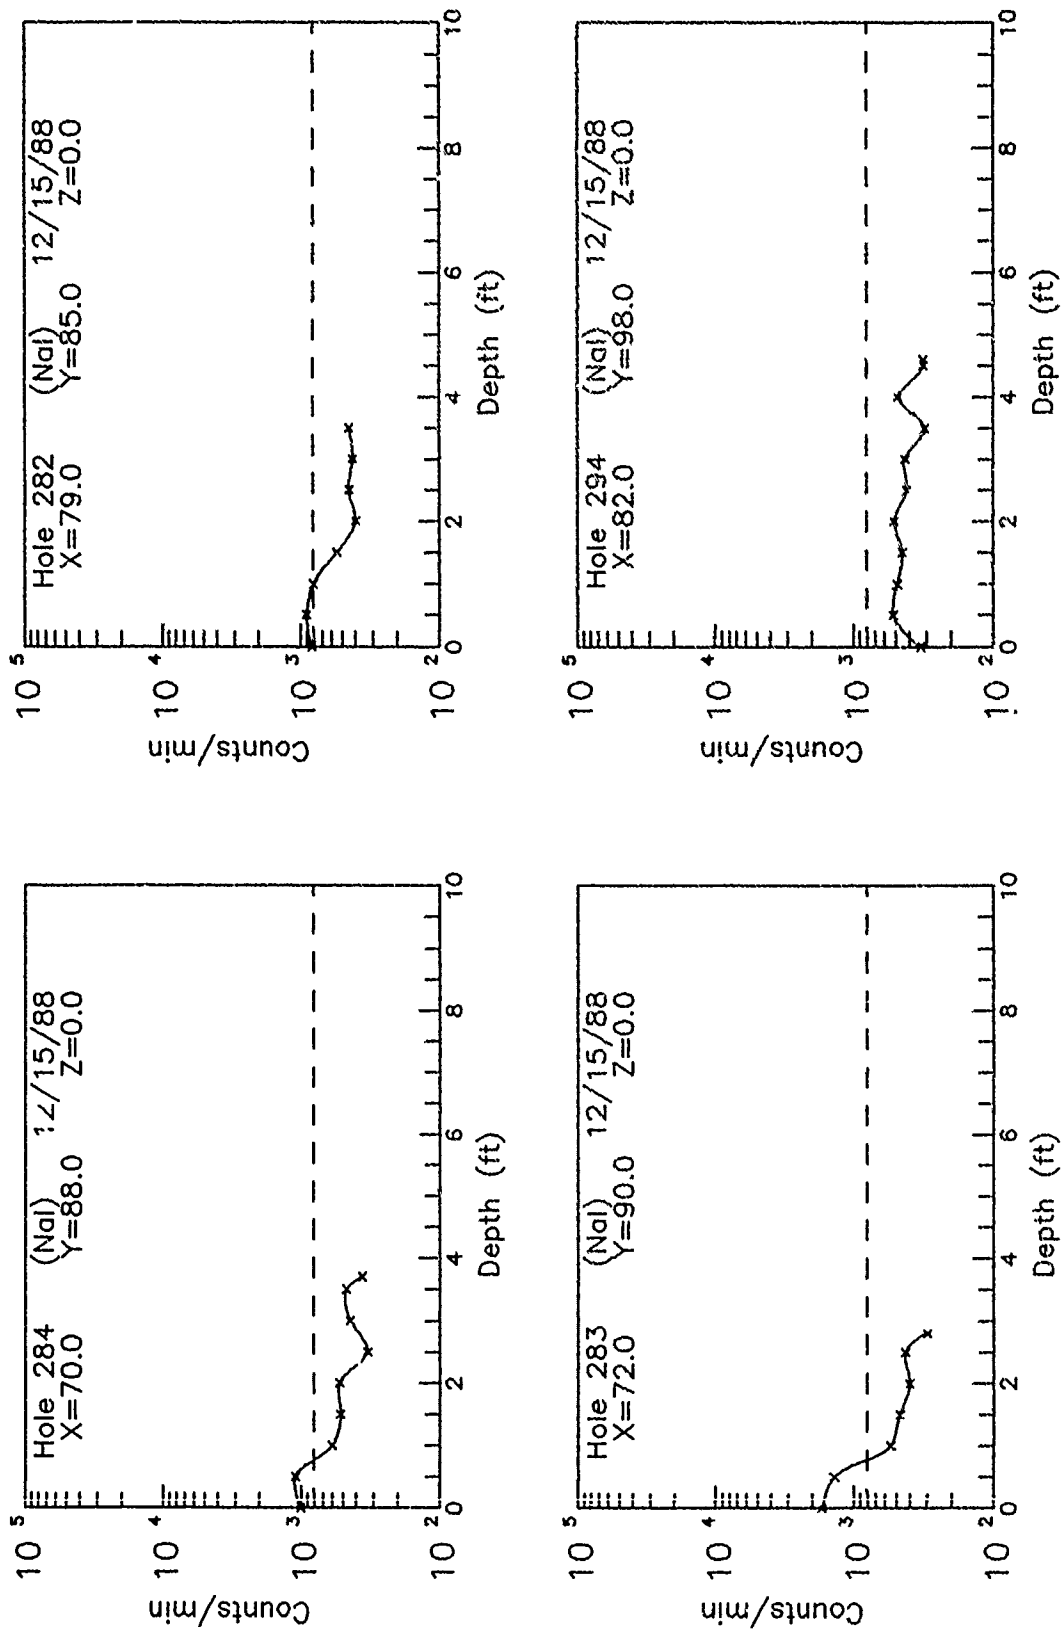 Hole 284 (NaI) 12/15/88
X=70.0 Y=88.0 Z=0.0
10^5
10^4
10^3
10^2
Counts/min
0 2 4 6 8 10
Depth (ft)
Hole 282 (NaI) 12/15/88
X=79.0 Y=85.0 Z=0.0
10^5
10^4
10^3
10^2
Counts/min
0 2 4 6 8 10
Depth (ft)
Hole 283 (NaI) 12/15/88
X=72.0 Y=90.0 Z=0.0
10^5
10^4
10^3
10^2
Counts/min
0 2 4 6 8 10
Depth (ft)
Hole 294 (NaI) 12/15/88
X=82.0 Y=98.0 Z=0.0
10^5
10^4
10^3
10^2
Counts/min
0 2 4 6 8 10
Depth (ft)